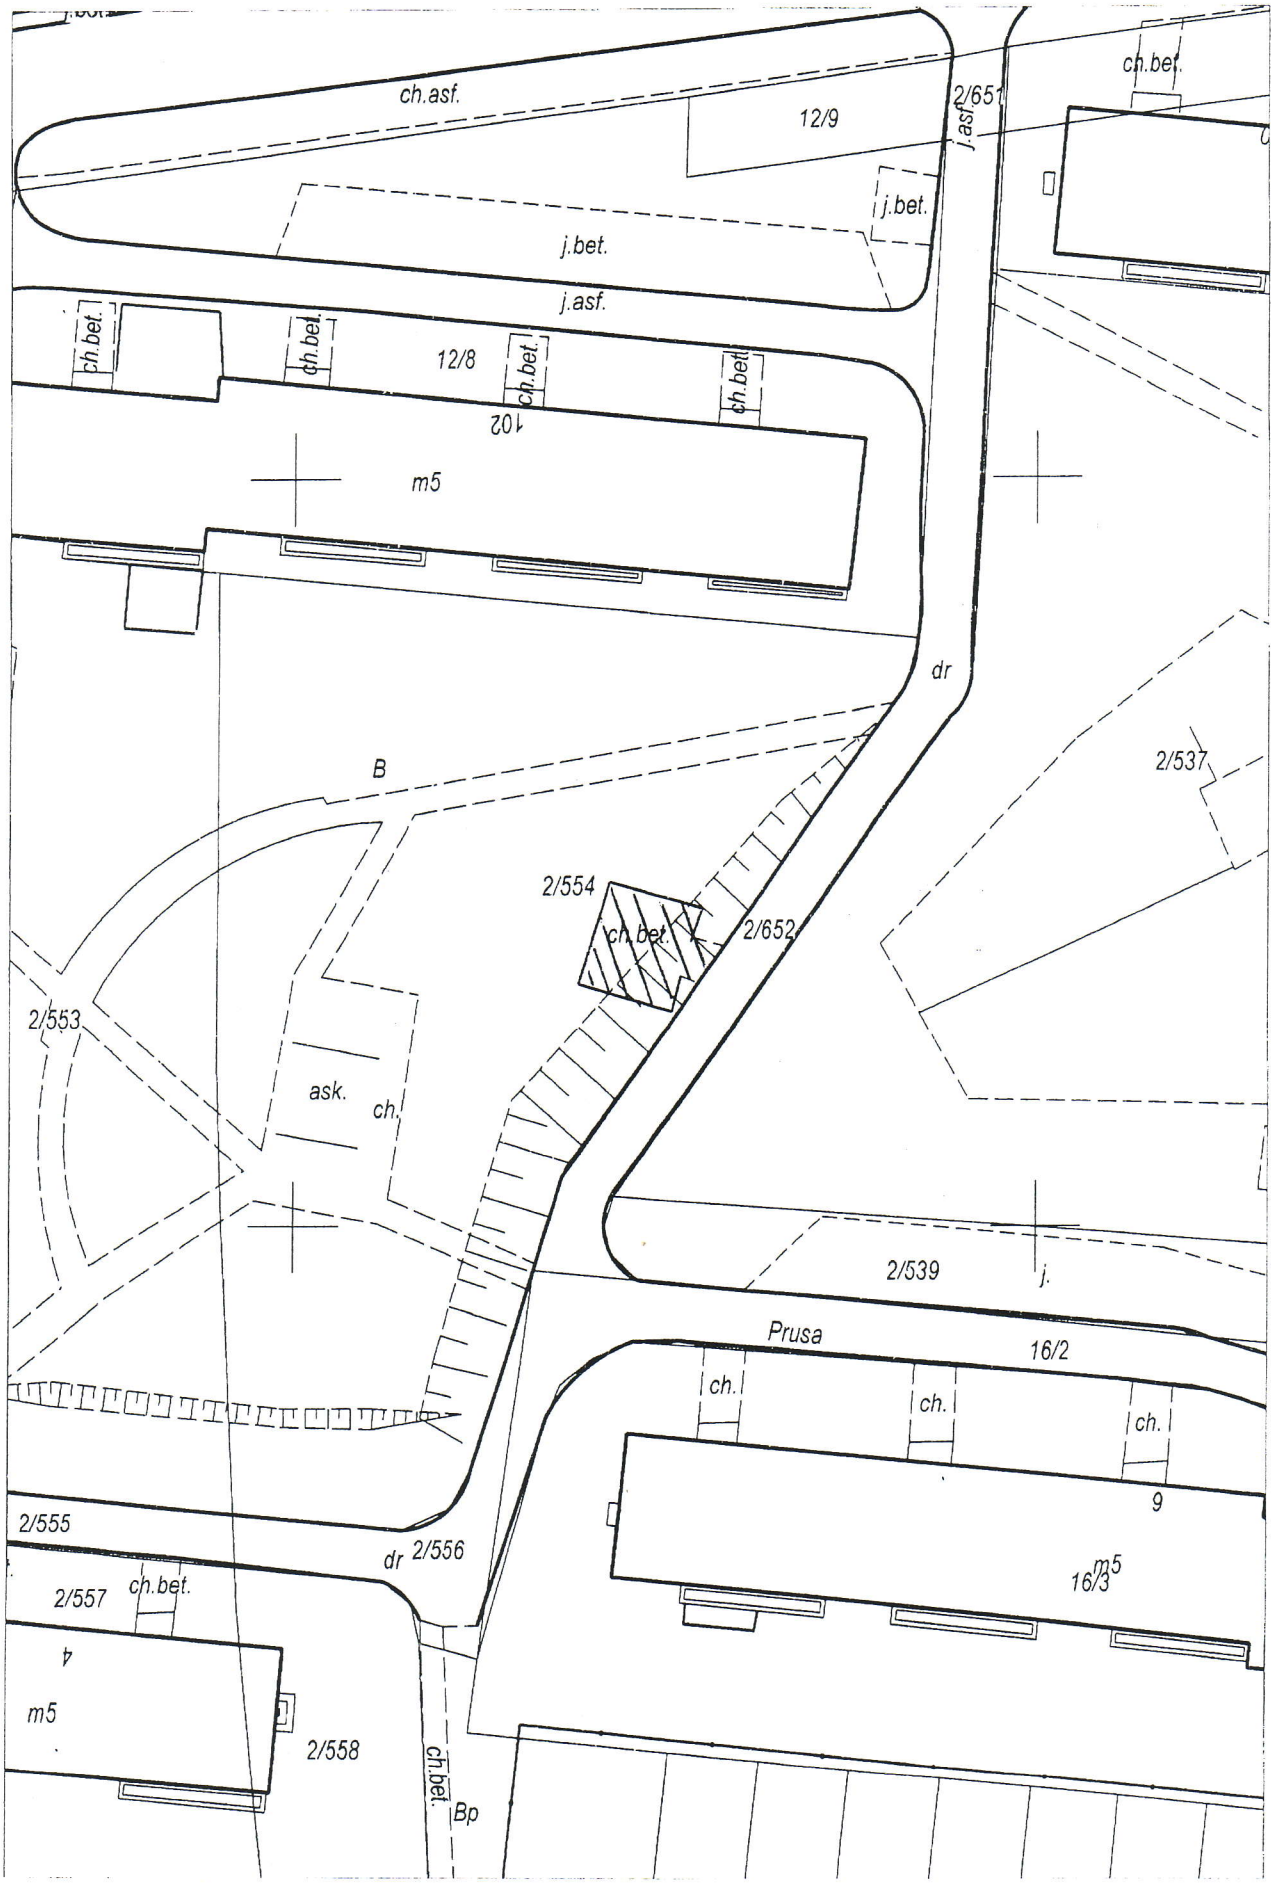 j.bet.
ch.asf.
12/9
2/651
j.asf.
ch.bet.
j.bet.
j.bet.
j.asf.
ch.bet.
ch.bet.
12/8
ch.bet.
ch.bet.
102
m5
dr
B
2/537
2/554
ch.bet.
2/652
2/553
ask.
ch.
2/539
j.
Prusa
16/2
ch.
ch.
ch.
9
m5
16/3
2/555
dr
2/556
2/557
ch.bet.
4
m5
2/558
ch.bet.
Bp